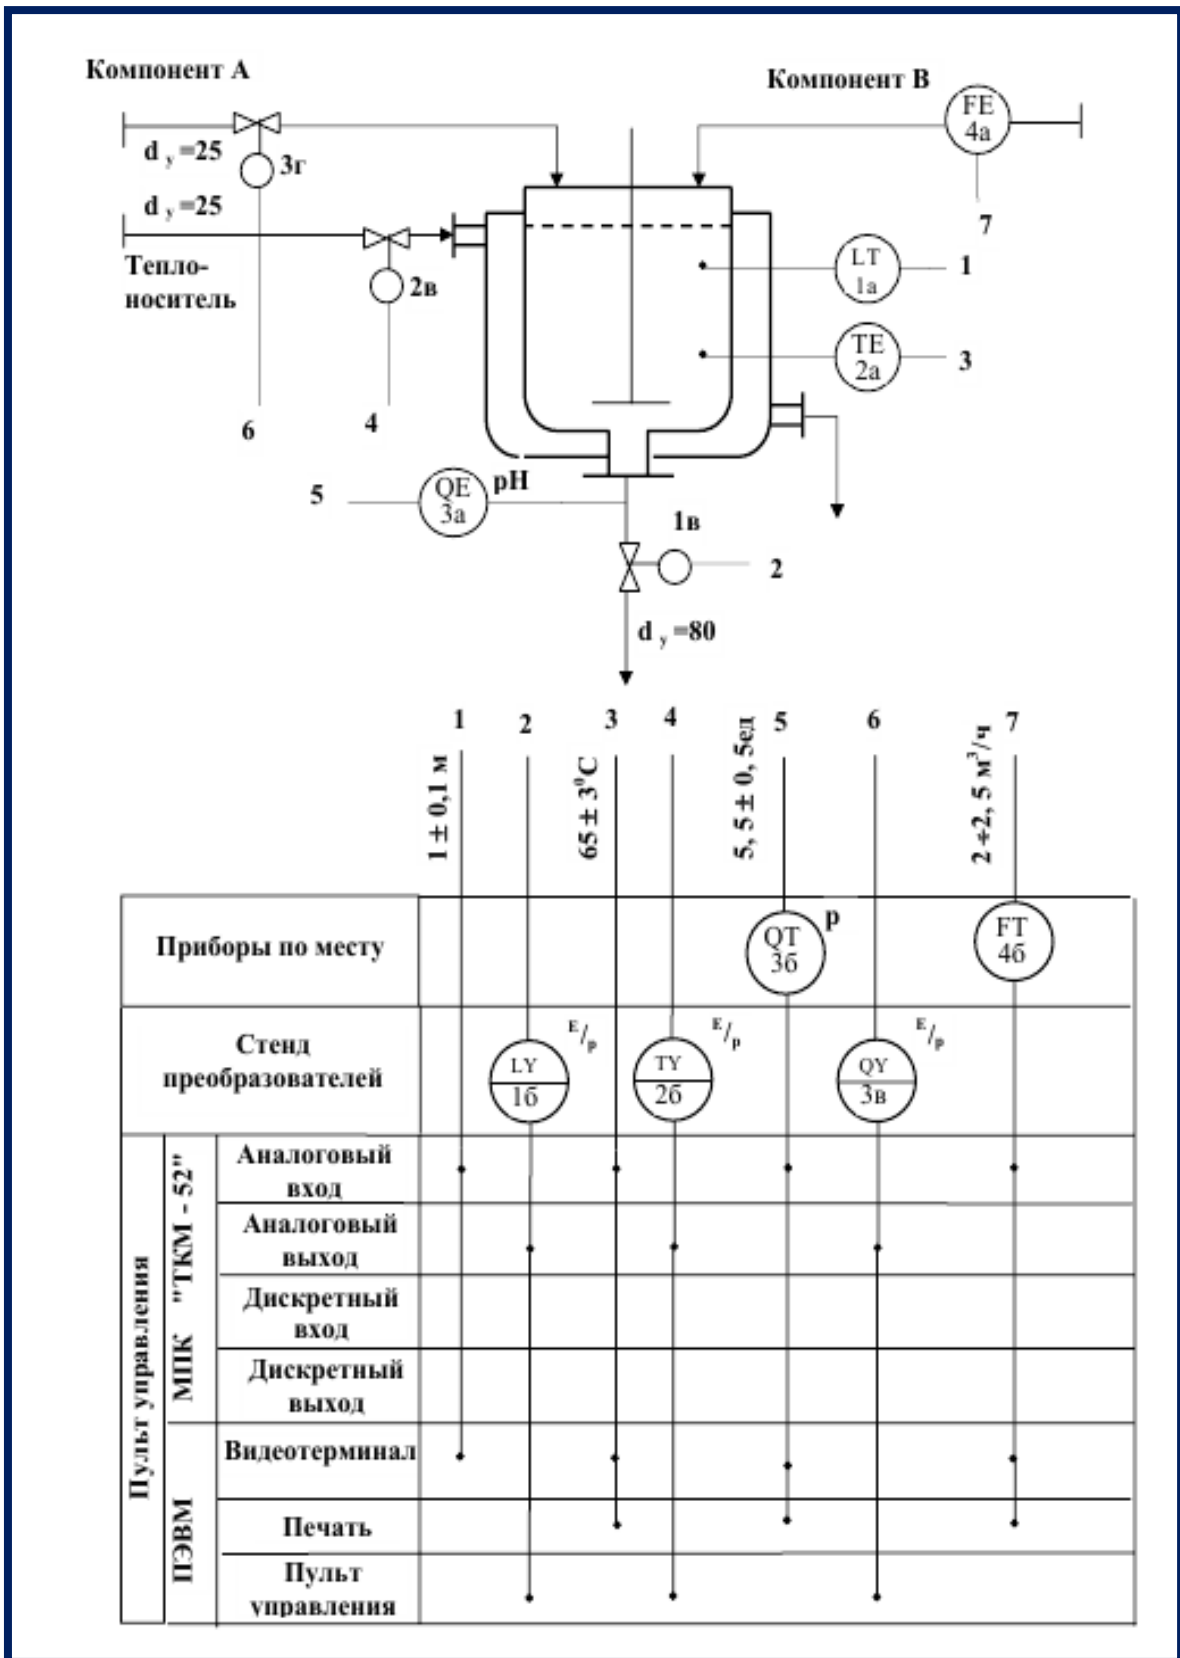 Компонент А
Компонент В
FE
4а
d у =25
3г
d у =25
7
LT
1а
1
Тепло-
носитель
2в
TE
2а
3
6
4
5
QE
3а
pH
1в
2
d у =80
1
2
3
4
5
6
7
1 ± 0,1 м
65 ± 3⁰С
5, 5 ± 0, 5ед
2 ÷2, 5 м³/ч
Приборы по месту
QT
3б
р
FT
4б
Стенд
преобразователей
LY
1б
E/р
TY
2б
E/р
QY
3в
E/р
Пульт управления
МПК "ТКМ - 52"
Аналоговый
вход
Аналоговый
выход
Дискретный
вход
Дискретный
выход
ПЭВМ
Видеотерминал
Печать
Пульт
управления